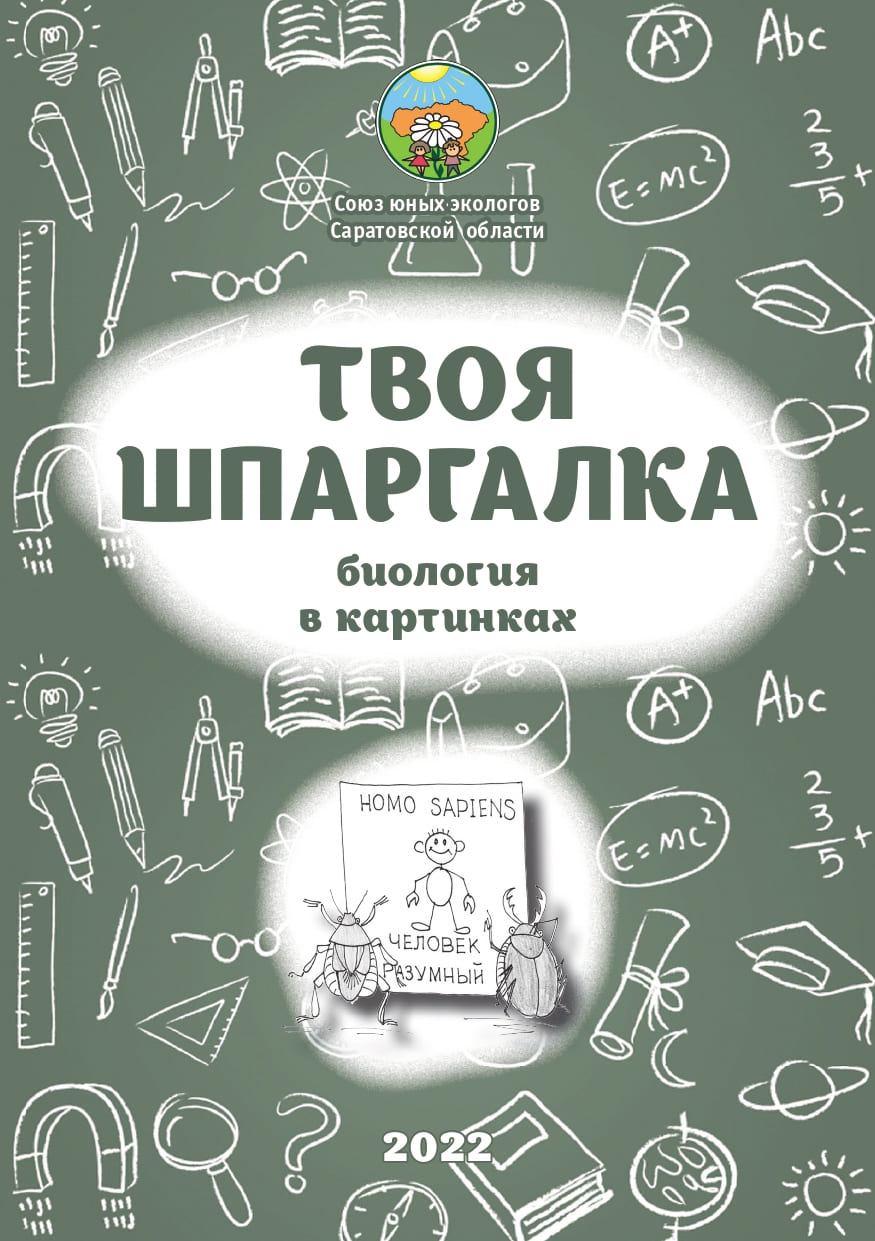 A+
Abc
2
3
5
+
E=MC²
Союз юных экологов
Саратовской области
ТВОЯ
ШПАРГАЛКА
биология
в картинках
A+
Abc
HOMO SAPIENS
2
3
5
+
E=MC²
ЧЕЛОВЕК
РАЗУМНЫЙ
?
2022